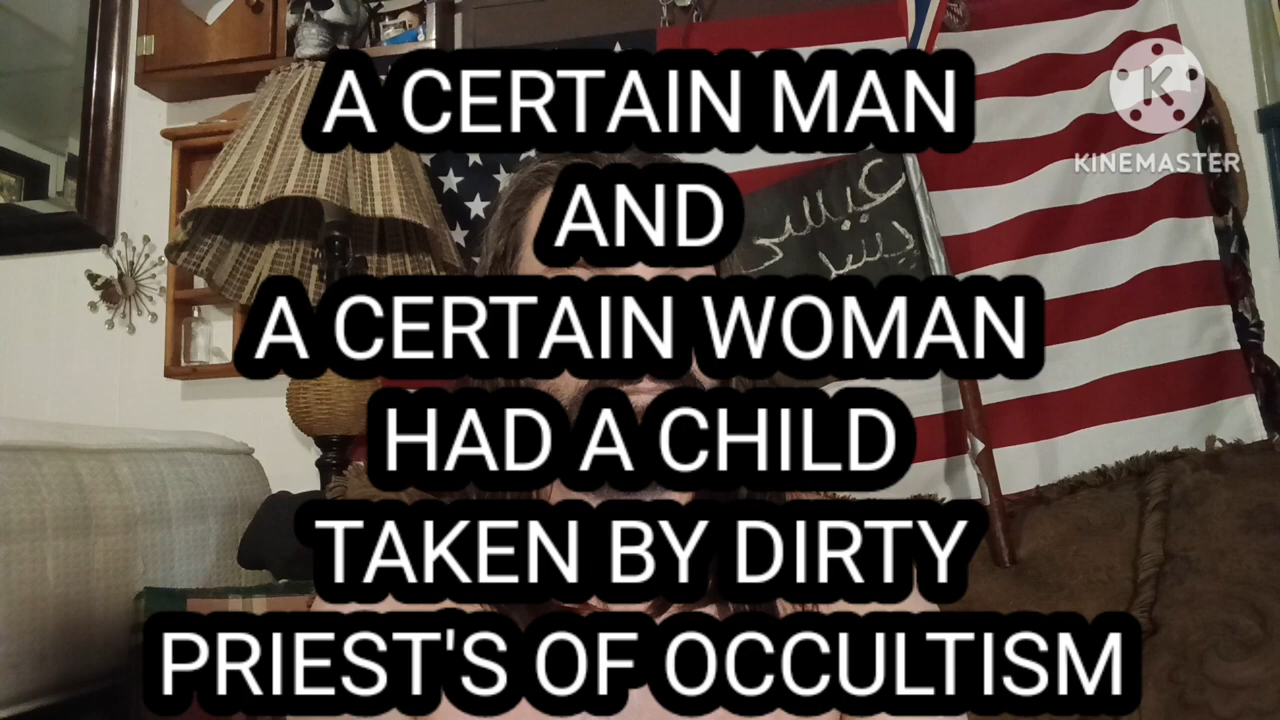 A CERTAIN MAN
K
KINEMASTER
AND
A CERTAIN WOMAN
HAD A CHILD
TAKEN BY DIRTY
PRIEST'S OF OCCULTISM